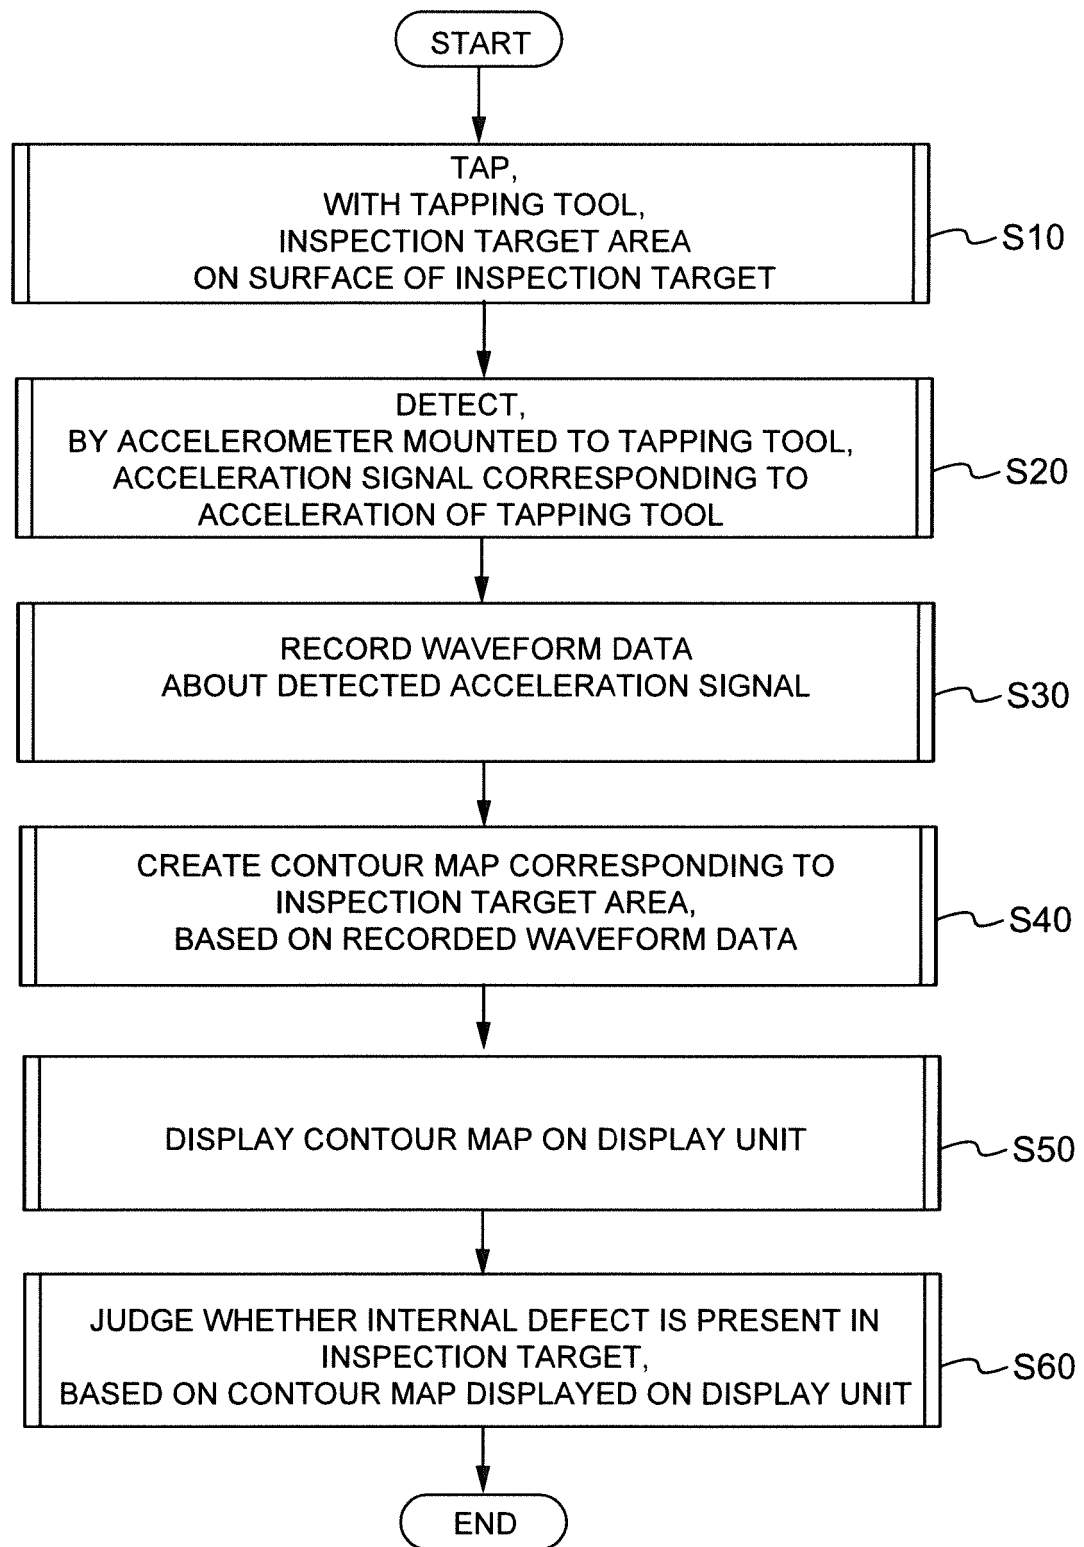 START
TAP,
WITH TAPPING TOOL,
INSPECTION TARGET AREA
ON SURFACE OF INSPECTION TARGET
S10
DETECT,
BY ACCELEROMETER MOUNTED TO TAPPING TOOL,
ACCELERATION SIGNAL CORRESPONDING TO
ACCELERATION OF TAPPING TOOL
S20
RECORD WAVEFORM DATA
ABOUT DETECTED ACCELERATION SIGNAL
S30
CREATE CONTOUR MAP CORRESPONDING TO
INSPECTION TARGET AREA,
BASED ON RECORDED WAVEFORM DATA
S40
DISPLAY CONTOUR MAP ON DISPLAY UNIT
S50
JUDGE WHETHER INTERNAL DEFECT IS PRESENT IN
INSPECTION TARGET,
BASED ON CONTOUR MAP DISPLAYED ON DISPLAY UNIT
S60
END